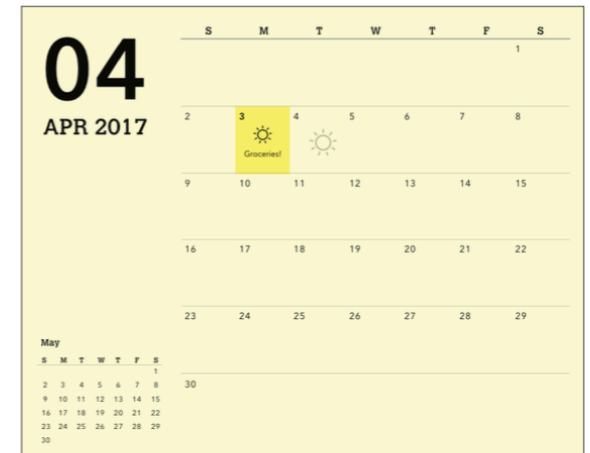 04
APR 2017
S M T W T F S
1
2 3 4 5 6 7 8
Groceries!
9 10 11 12 13 14 15
16 17 18 19 20 21 22
23 24 25 26 27 28 29
30
May
S M T W T F S
1
2 3 4 5 6 7 8
9 10 11 12 13 14 15
16 17 18 19 20 21 22
23 24 25 26 27 28 29
30